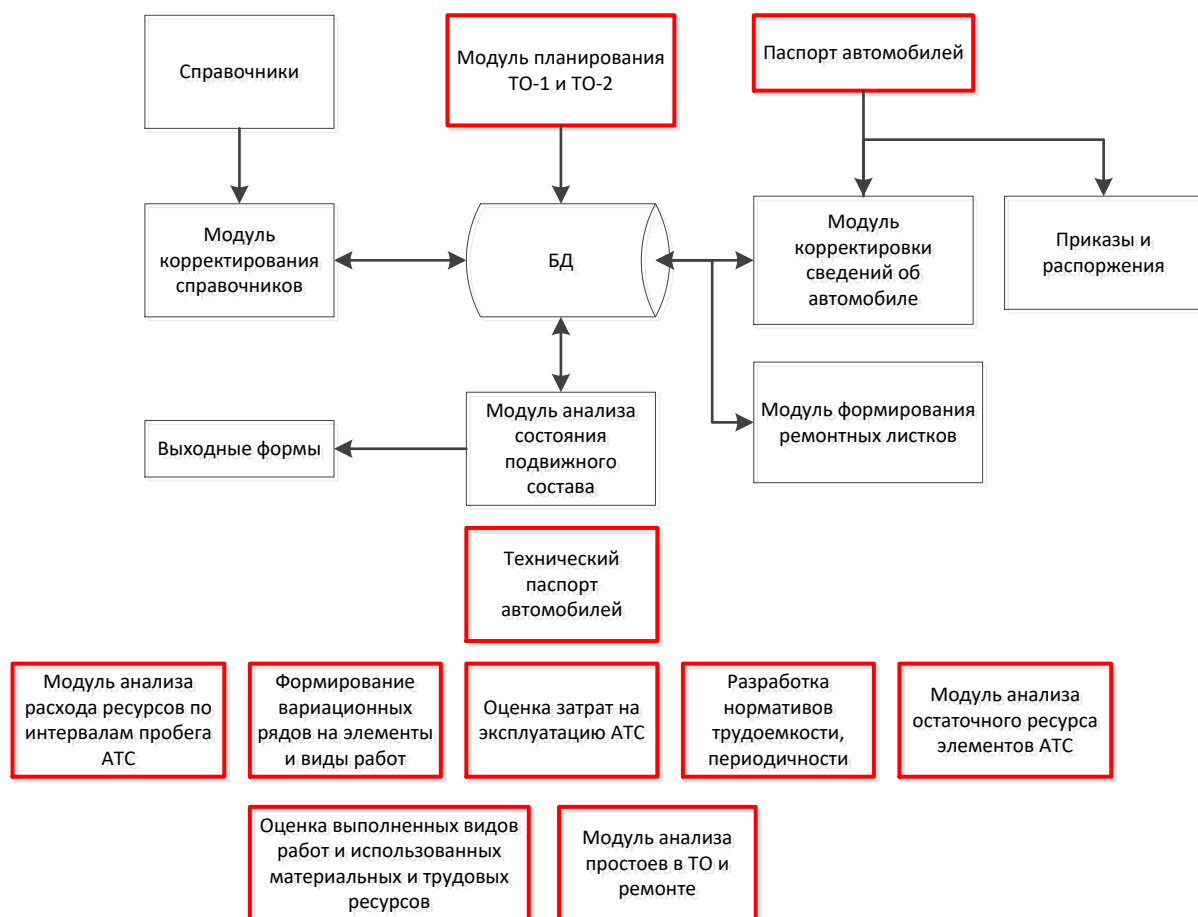 Справочники
Модуль планирования
ТО-1 и ТО-2
Паспорт автомобилей
Модуль
корректирования
справочников
БД
Модуль
корректировки
сведений об
автомобиле
Приказы и
распоржения
Выходные формы
Модуль анализа
состояния
подвижного
состава
Модуль формирования
ремонтных листков
Технический
паспорт
автомобилей
Модуль анализа
расхода ресурсов по
интервалам пробега
АТС
Формирование
вариационных
рядов на элементы
и виды работ
Оценка затрат на
эксплуатацию АТС
Разработка
нормативов
трудоемкости,
периодичности
Модуль анализа
остаточного ресурса
элементов АТС
Оценка выполненных видов
работ и использованных
материальных и трудовых
ресурсов
Модуль анализа
простоев в ТО и
ремонте